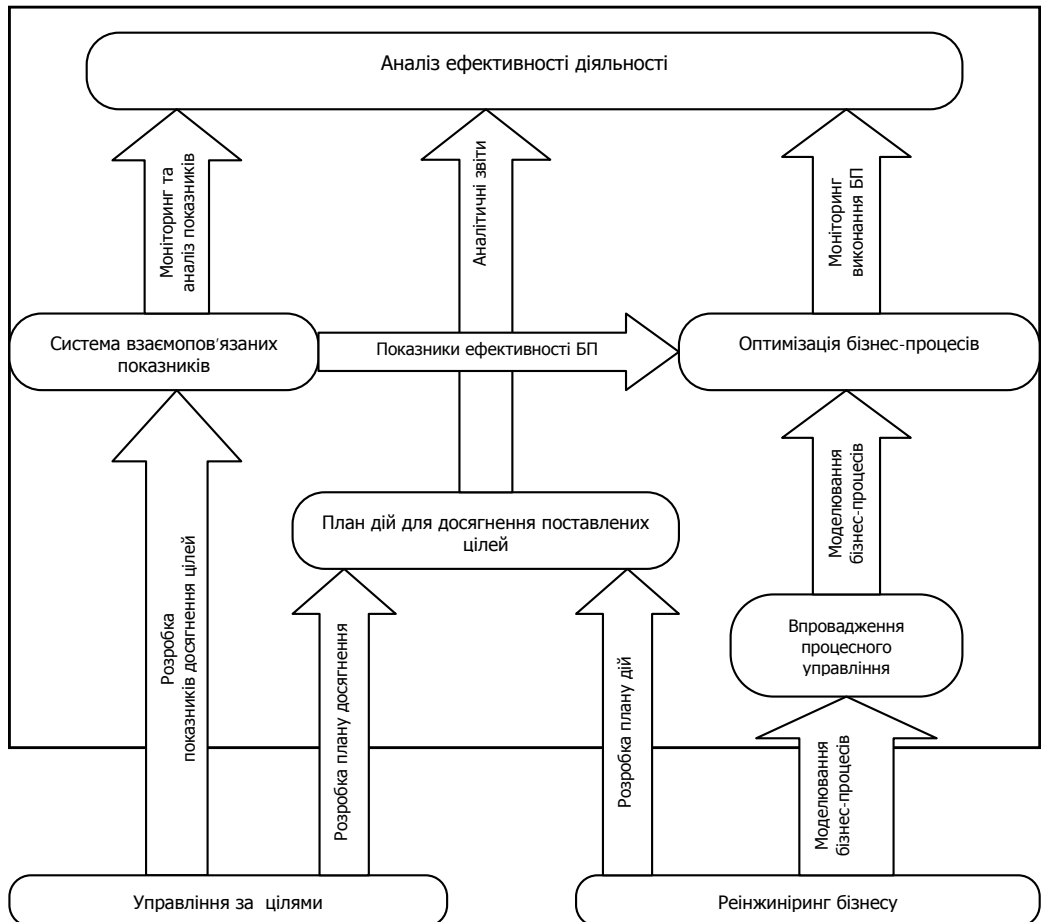 Аналіз ефективності діяльності
Моніторинг та
аналіз показників
Аналітичні звіти
Моніторинг
виконання БП
Система взаємопов'язаних
показників
Показники ефективності БП
Оптимізація бізнес-процесів
План дій для досягнення поставлених
цілей
Моделювання
бізнес-процесів
Впровадження
процесного
управління
Розробка
показників досягнення цілей
Розробка плану досягнення
Розробка плану дій
Моделювання
бізнес-процесів
Управління за цілями
Реінжиніринг бізнесу